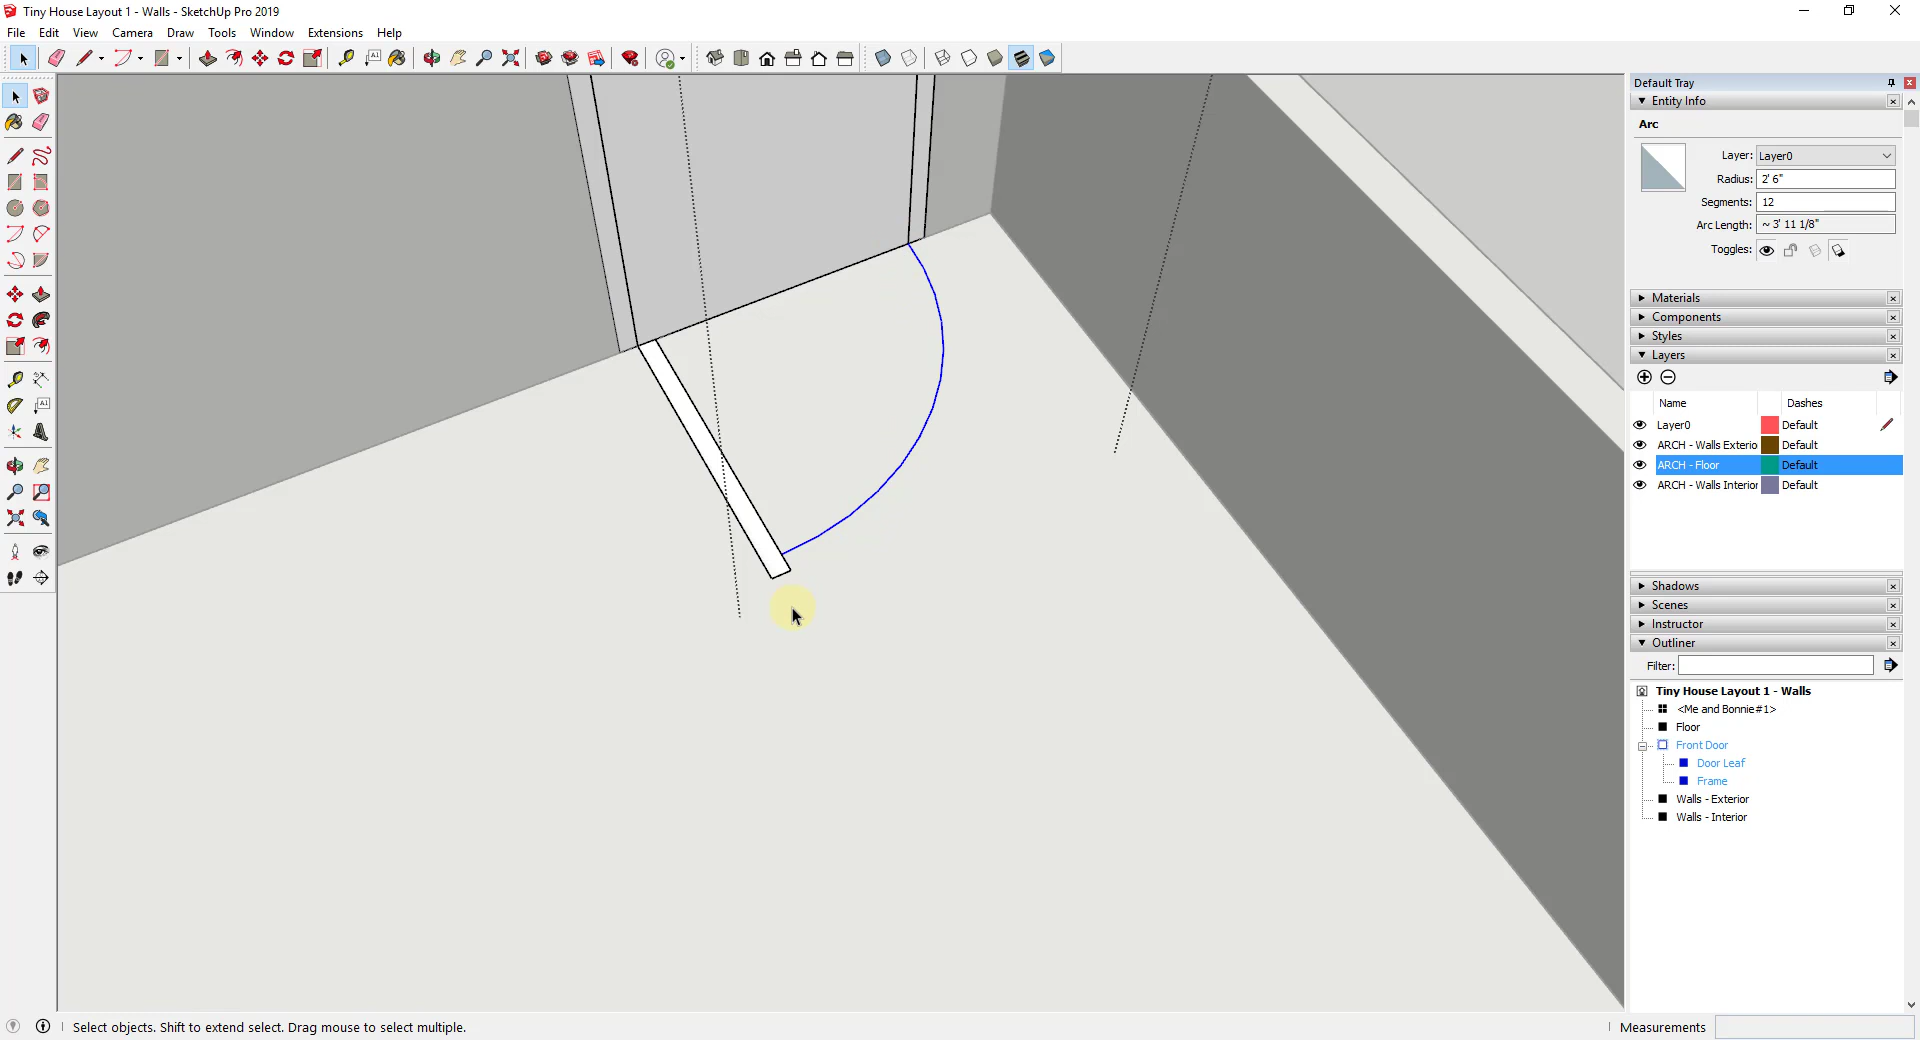 Tiny House Layout 1 - Walls - SketchUp Pro 2019
File Edit View Camera Draw Tools Window Extensions Help
Default Tray
Entity Info
Arc
Layer: Layer0
Radius: 2' 6"
Segments: 12
Arc Length: ~ 3' 11 1/8"
Toggles:
Materials
Components
Styles
Layers
Name Dashes
Layer0 Default
ARCH - Walls Exterio Default
ARCH - Floor Default
ARCH - Walls Interior Default
Shadows
Scenes
Instructor
Outliner
Filter:
Tiny House Layout 1 - Walls
<Me and Bonnie#1>
Floor
Front Door
Door Leaf
Frame
Walls - Exterior
Walls - Interior
Select objects. Shift to extend select. Drag mouse to select multiple.
Measurements